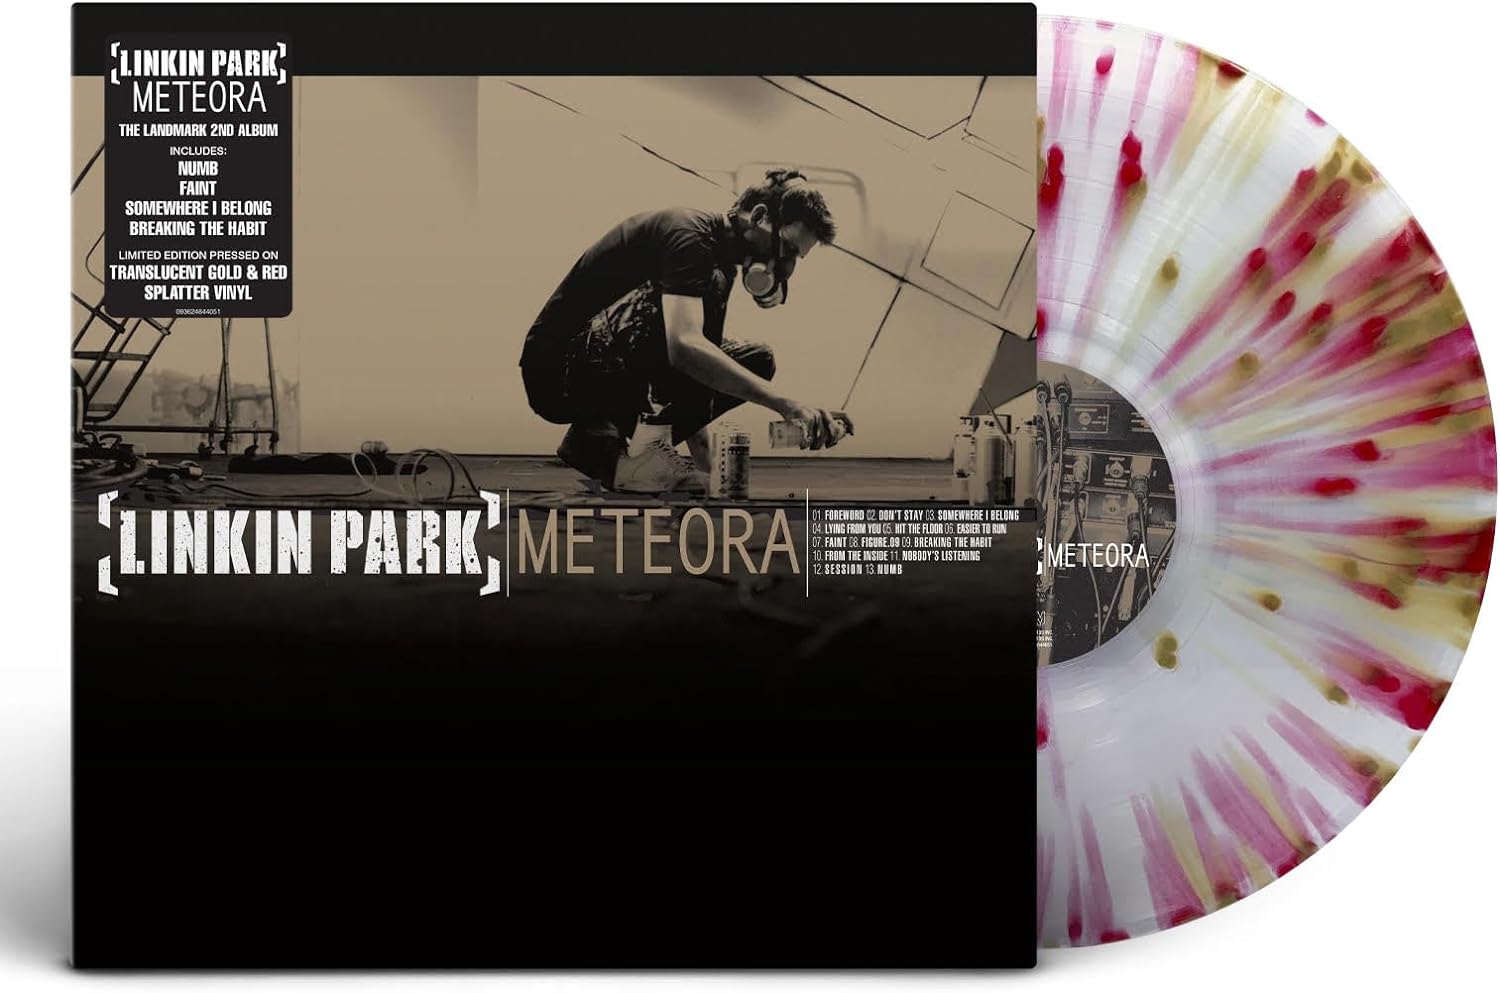 [LINKIN PARK]
METEORA
THE LANDMARK 2ND ALBUM
INCLUDES:
NUMB
FAINT
SOMEWHERE I BELONG
BREAKING THE HABIT
LIMITED EDITION PRESSED ON
TRANSLUCENT GOLD & RED
SPLATTER VINYL
093624844051
[LINKIN PARK]
METEORA
01. FOREWORD 02. DON'T STAY 03. SOMEWHERE I BELONG
04. LYING FROM YOU 05. HIT THE FLOOR 06. EASIER TO RUN
07. FAINT 08. FIGURE.09 09. BREAKING THE HABIT
10. FROM THE INSIDE 11. NOBODY'S LISTENING
12. SESSION 13. NUMB
METEORA